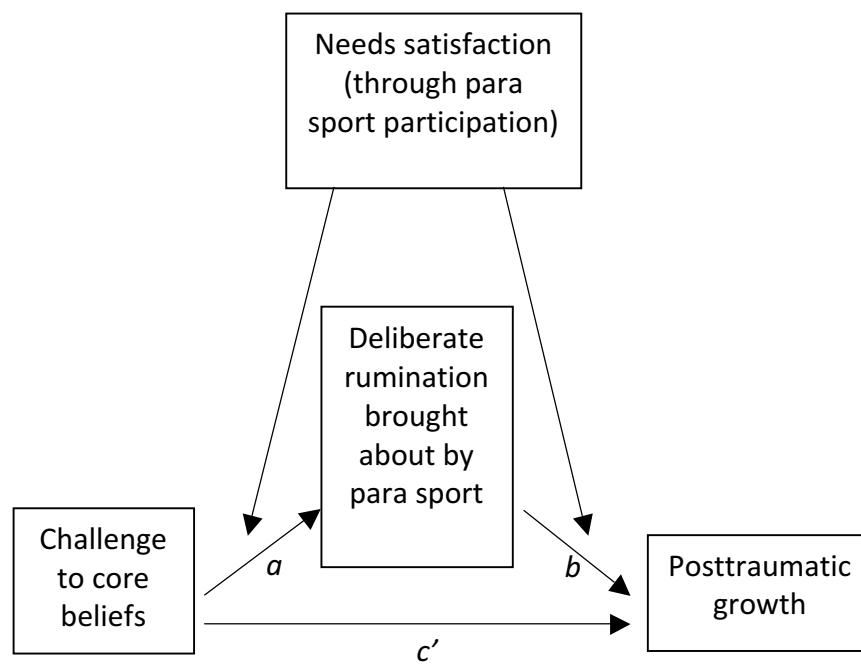 Needs satisfaction
(through para
sport participation)
Deliberate
rumination
brought
about by
para sport
Challenge
to core
beliefs
a
b
Posttraumatic
growth
c’